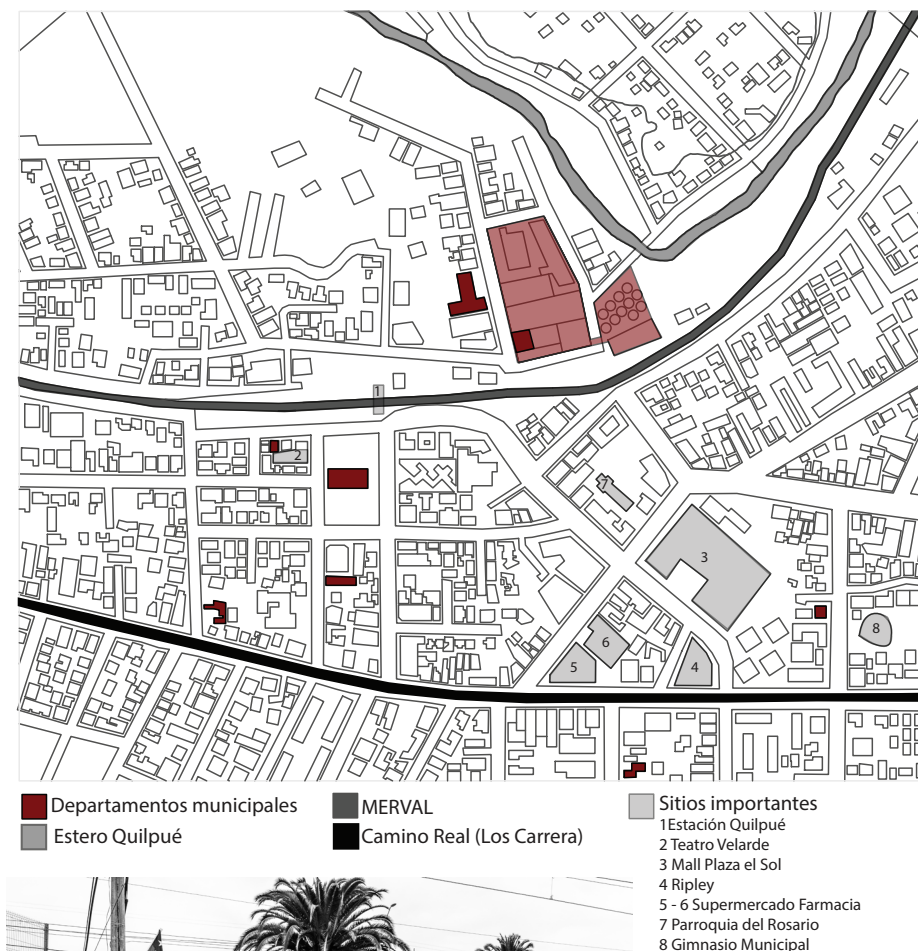 1
2
7
3
8
6
5
4
Departamentos municipales
Estero Quilpué
MERVAL
Camino Real (Los Carrera)
Sitios importantes
1Estación Quilpué
2 Teatro Velarde
3 Mall Plaza el Sol
4 Ripley
5 - 6 Supermercado Farmacia
7 Parroquia del Rosario
8 Gimnasio Municipal